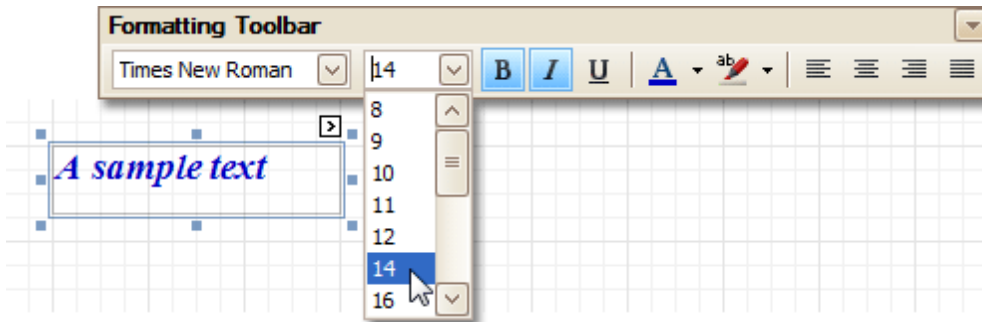 Formatting Toolbar
Times New Roman 14 B I U A ab
8
9
A sample text
10
11
12
14
16